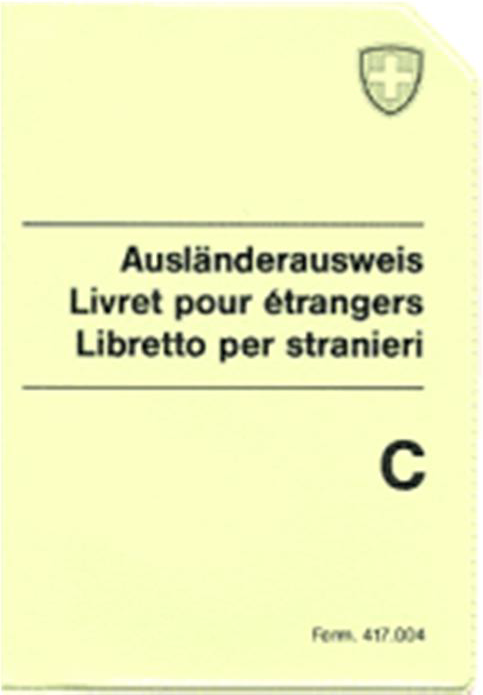 Ausländerausweis
Livret pour étrangers
Libretto per stranieri
C
Form. 417.004